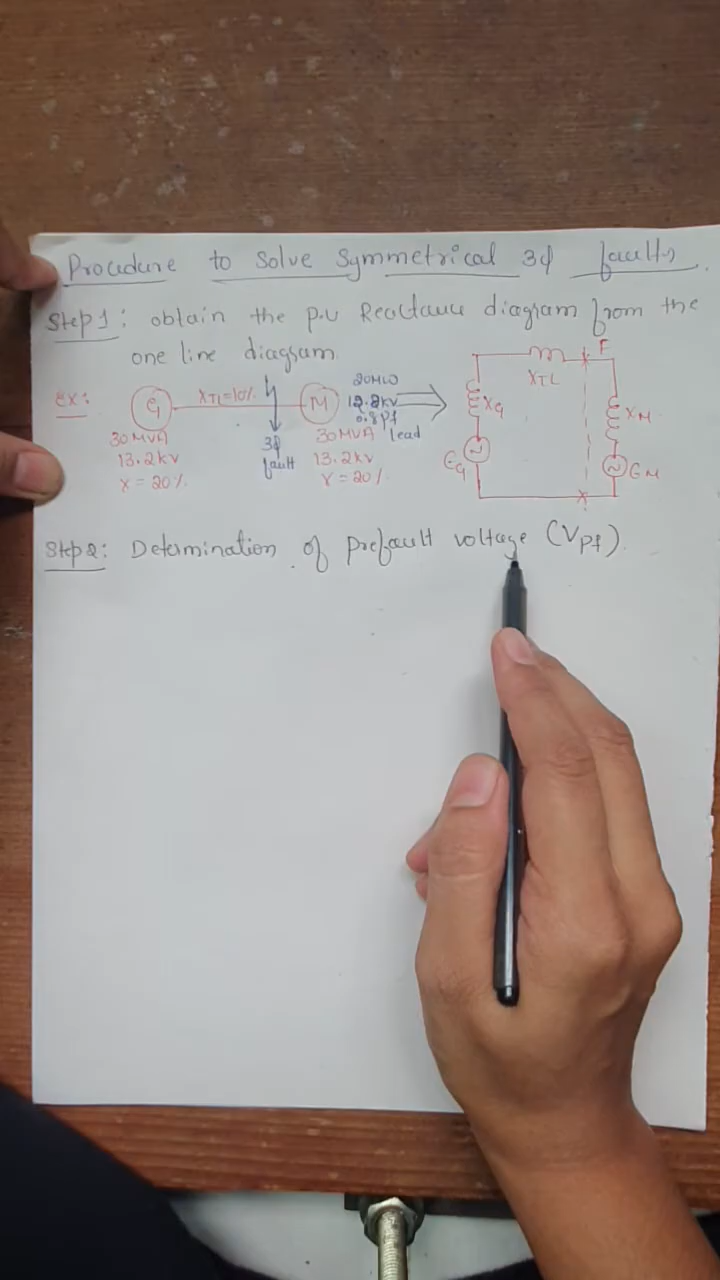 Procedure to Solve Symmetrical 3φ faults
Step 1: obtain the p.u Reactance diagram from the
one line diagram.
Ex: G XTL=10% M 20MW
12.8kv
0.8pf
lead
30MVA
13.2kv
X = 20%
3φ
fault
30MVA
13.2kv
X = 20%
XTL F
XG XM
EG EM
Step 2: Determination of prefault voltage (Vpf).